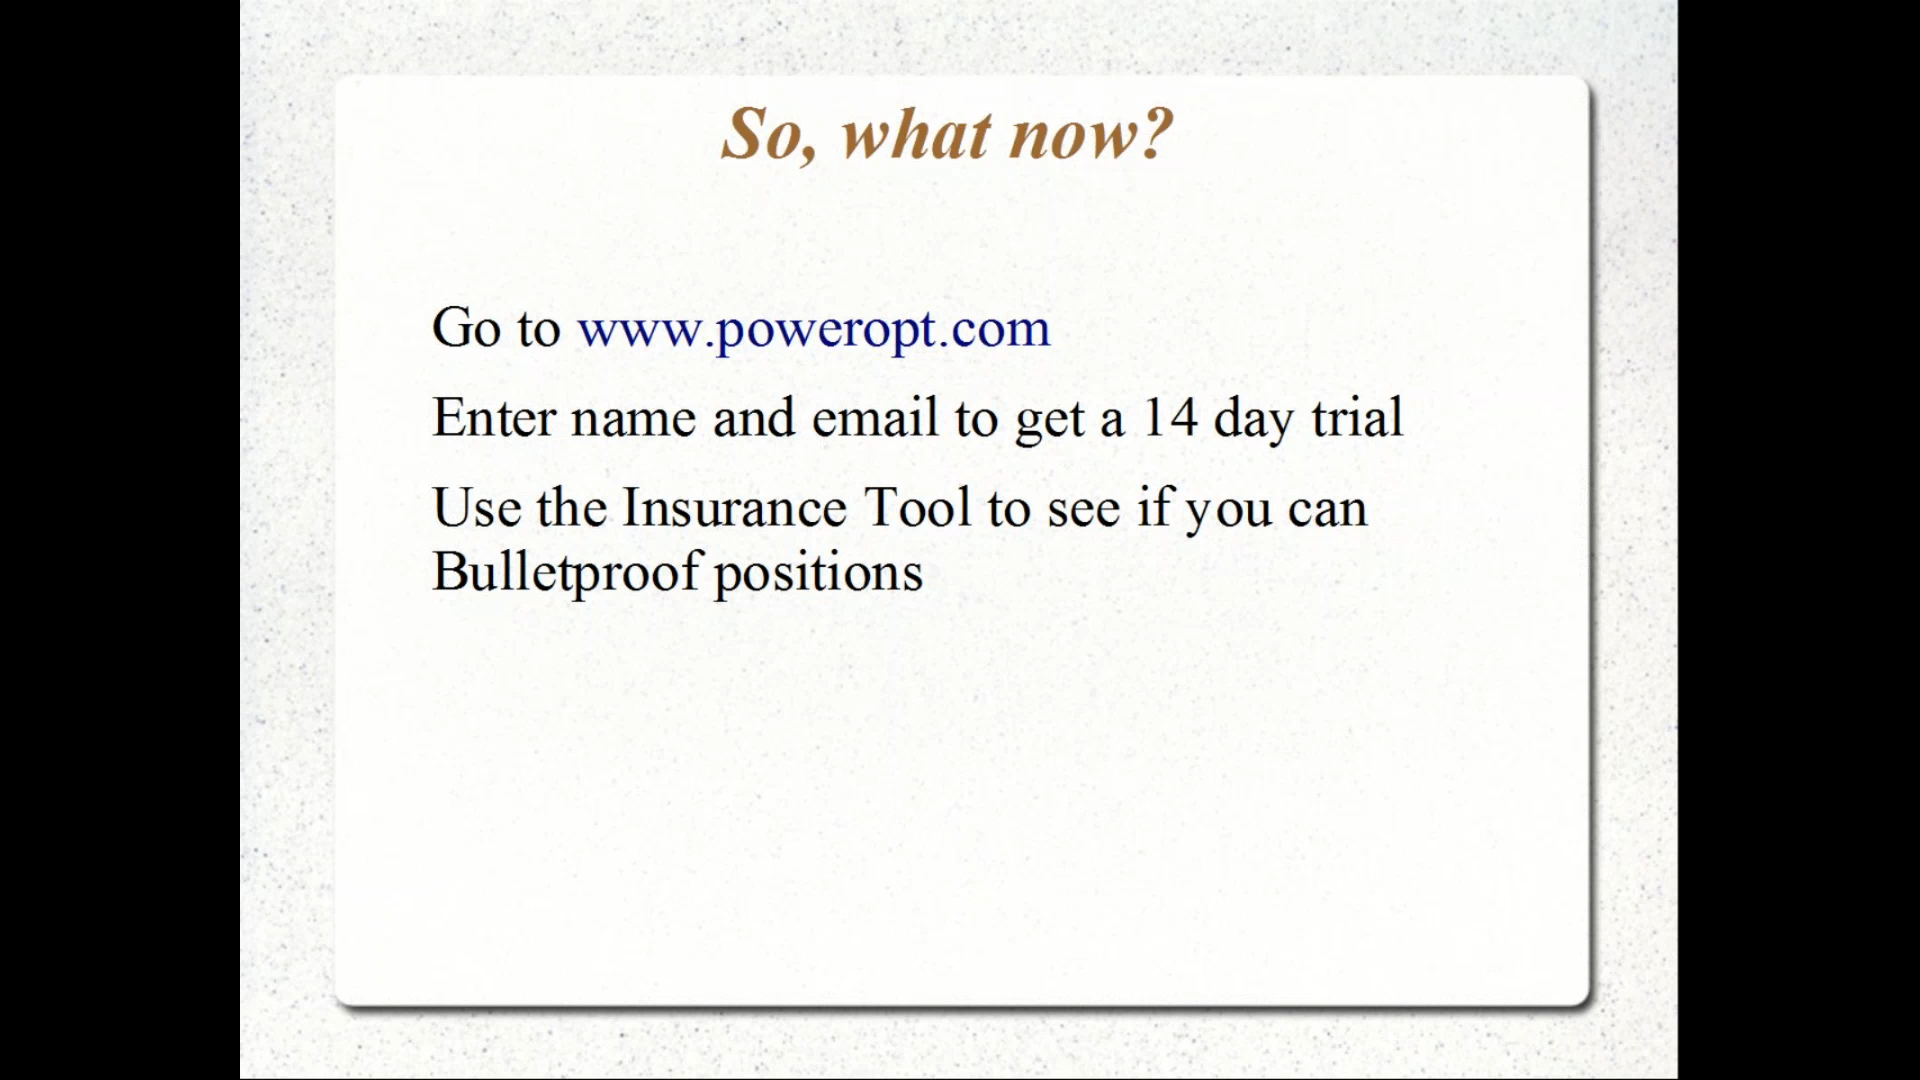 So, what now?
Go to www.poweropt.com
Enter name and email to get a 14 day trial
Use the Insurance Tool to see if you can
Bulletproof positions